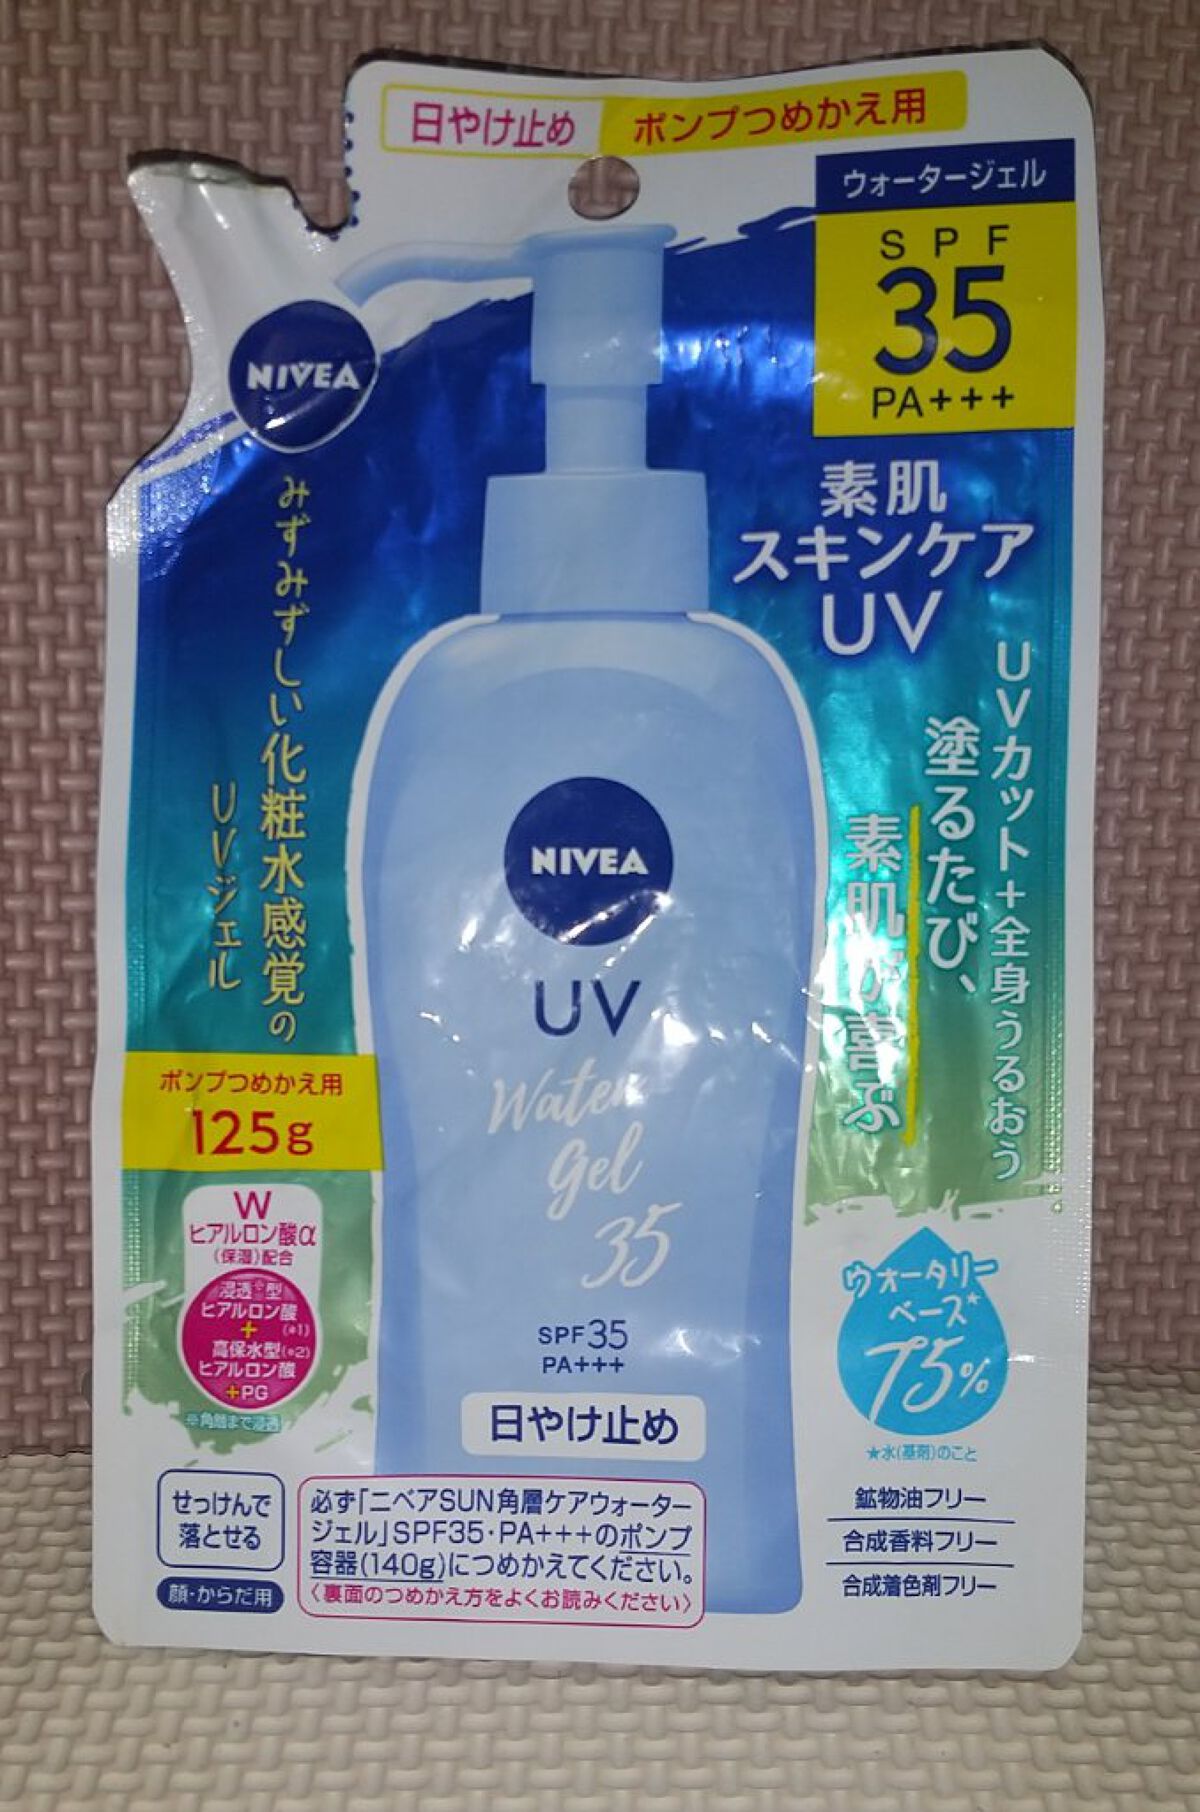 日やけ止め ポンプつめかえ用
ウォータージェル
SPF
35
PA+++
NIVEA
素肌
スキンケア
UV
UVカット+全身うるおう
塗るたび、
素肌が喜ぶ
みずみずしい化粧水感覚の
UVジェル
NIVEA
UV
Water
Gel
35
SPF35
PA+++
日やけ止め
ポンプつめかえ用
125g
W
ヒアルロン酸α
(保湿)配合
浸透※型
ヒアルロン酸
+(*1)
高保水型(*2)
ヒアルロン酸
+PG
※角層まで浸透
ウォータリー
ベース★
75%
★水(基剤)のこと
せっけんで
落とせる
顔・からだ用
必ず「ニベアSUN角層ケアウォーター
ジェル」SPF35・PA+++のポンプ
容器(140g)につめかえてください。
〈裏面のつめかえ方をよくお読みください〉
鉱物油フリー
合成香料フリー
合成着色剤フリー